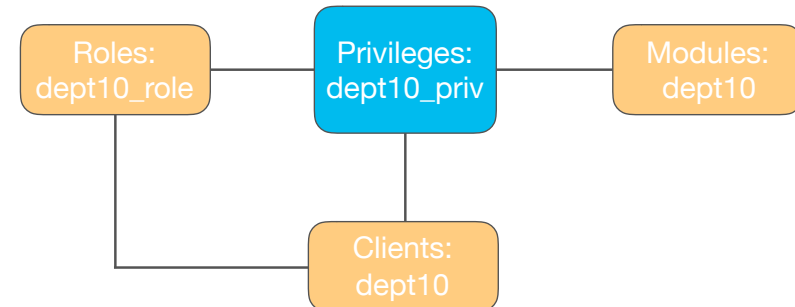 Roles:
dept10_role
Privileges:
dept10_priv
Modules:
dept10
Clients:
dept10